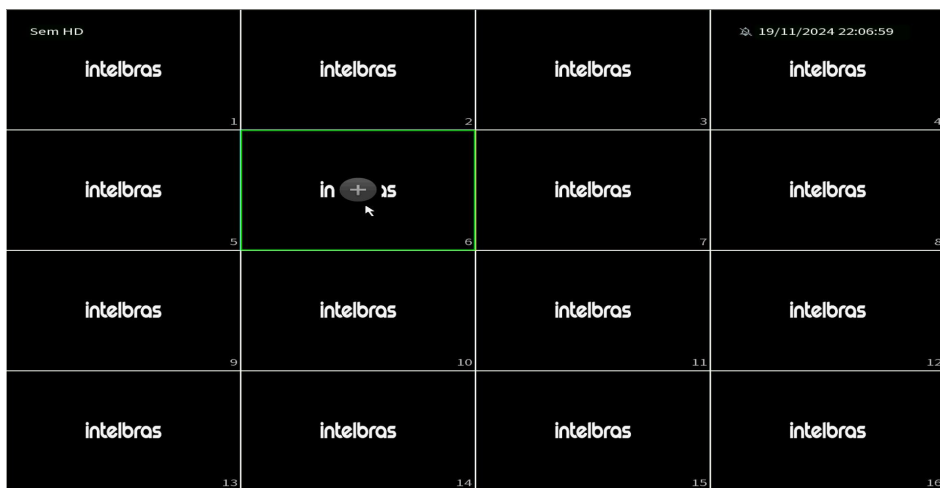 Sem HD
19/11/2024 22:06:59
intelbras intelbras intelbras intelbras
1 2 3 4
intelbras in as intelbras intelbras
5 6 7 8
intelbras intelbras intelbras intelbras
9 10 11 12
intelbras intelbras intelbras intelbras
13 14 15 16